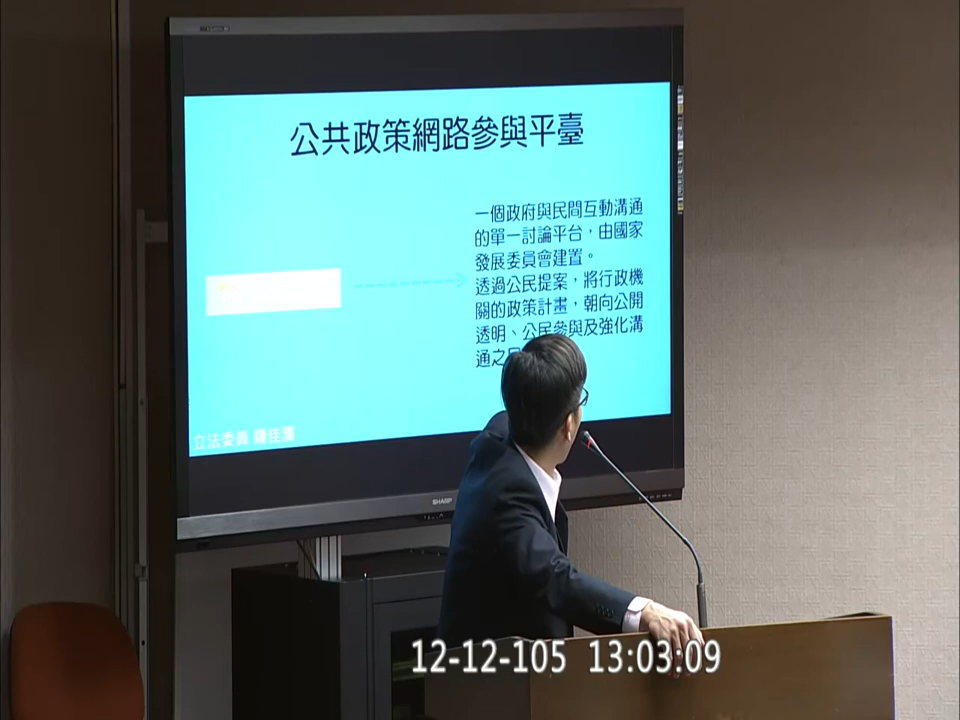 公共政策網路參與平臺
一個政府與民間互動溝通
的單一討論平台，由國家
發展委員會建置。
透過公民提案，將行政機
關的政策計畫，朝向公開
透明、公民參與及強化溝
通之
立法委員 鍾佳濱
SHARP
12-12-105 13:03:09